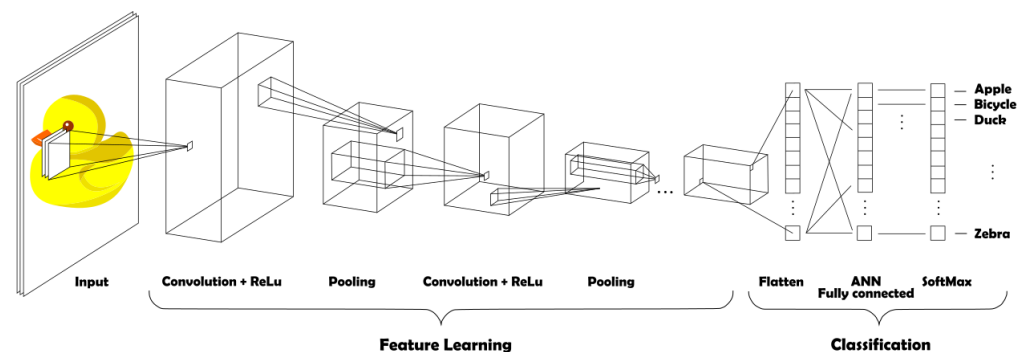 Apple
Bicycle
Duck
Zebra
Input
Convolution + ReLu
Pooling
Convolution + ReLu
Pooling
Flatten
ANN
Fully connected
SoftMax
Feature Learning
Classification